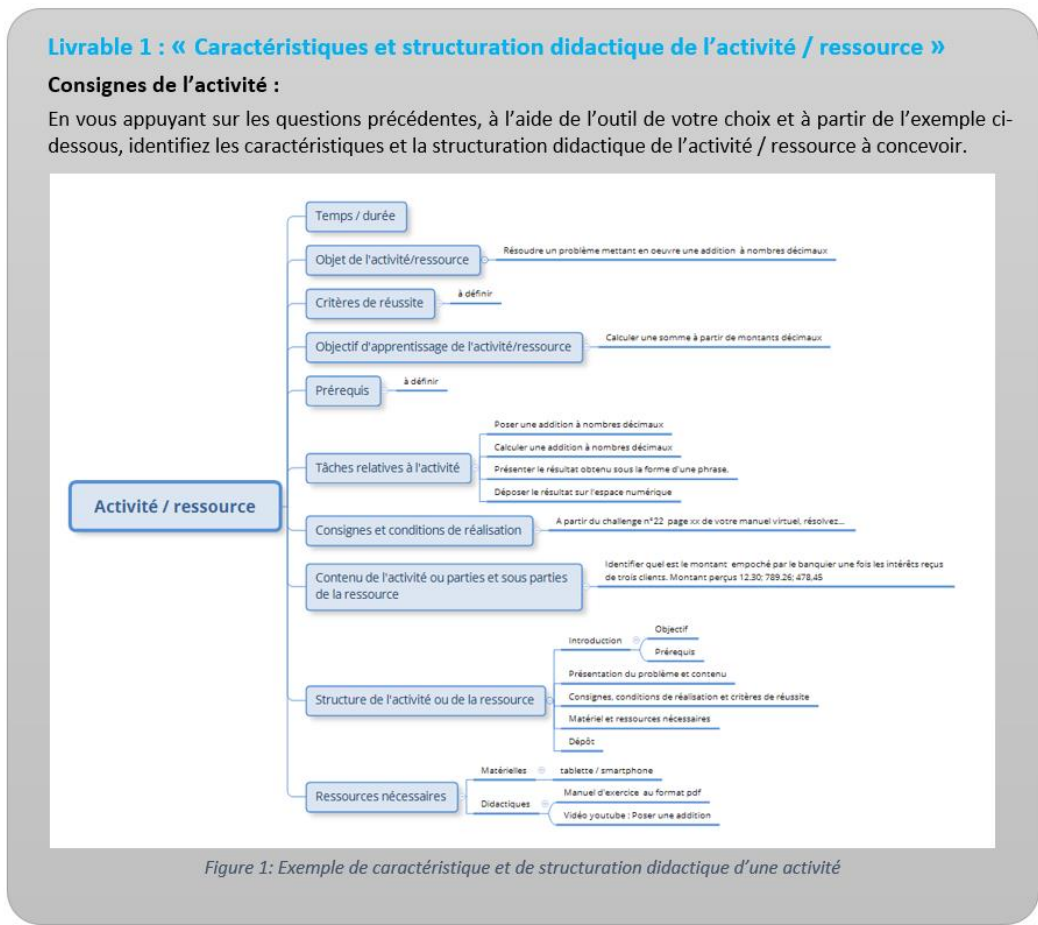 Livrable 1 : « Caractéristiques et structuration didactique de l'activité / ressource »
Consignes de l'activité :
En vous appuyant sur les questions précédentes, à l'aide de l'outil de votre choix et à partir de l'exemple ci-
dessous, identifiez les caractéristiques et la structuration didactique de l'activité / ressource à concevoir.
Activité / ressource
Temps / durée
Objet de l'activité/ressource
Résoudre un problème mettant en oeuvre une addition à nombres décimaux
Critères de réussite
à définir
Objectif d'apprentissage de l'activité/ressource
Calculer une somme à partir de montants décimaux
Prérequis
à définir
Tâches relatives à l'activité
Poser une addition à nombres décimaux
Calculer une addition à nombres décimaux
Présenter le résultat obtenu sous la forme d'une phrase.
Déposer le résultat sur l'espace numérique
Consignes et conditions de réalisation
A partir du challenge n°22 page xx de votre manuel virtuel, résolvez...
Contenu de l'activité ou parties et sous parties
de la ressource
Identifier quel est le montant empoché par le banquier une fois les intérêts reçus
de trois clients. Montant perçus 12.30; 789.26; 478,45
Structure de l'activité ou de la ressource
Introduction
Objectif
Prérequis
Présentation du problème et contenu
Consignes, conditions de réalisation et critères de réussite
Matériel et ressources nécessaires
Dépôt
Ressources nécessaires
Matérielles
tablette / smartphone
Didactiques
Manuel d'exercice au format pdf
Vidéo youtube : Poser une addition
Figure 1: Exemple de caractéristique et de structuration didactique d'une activité